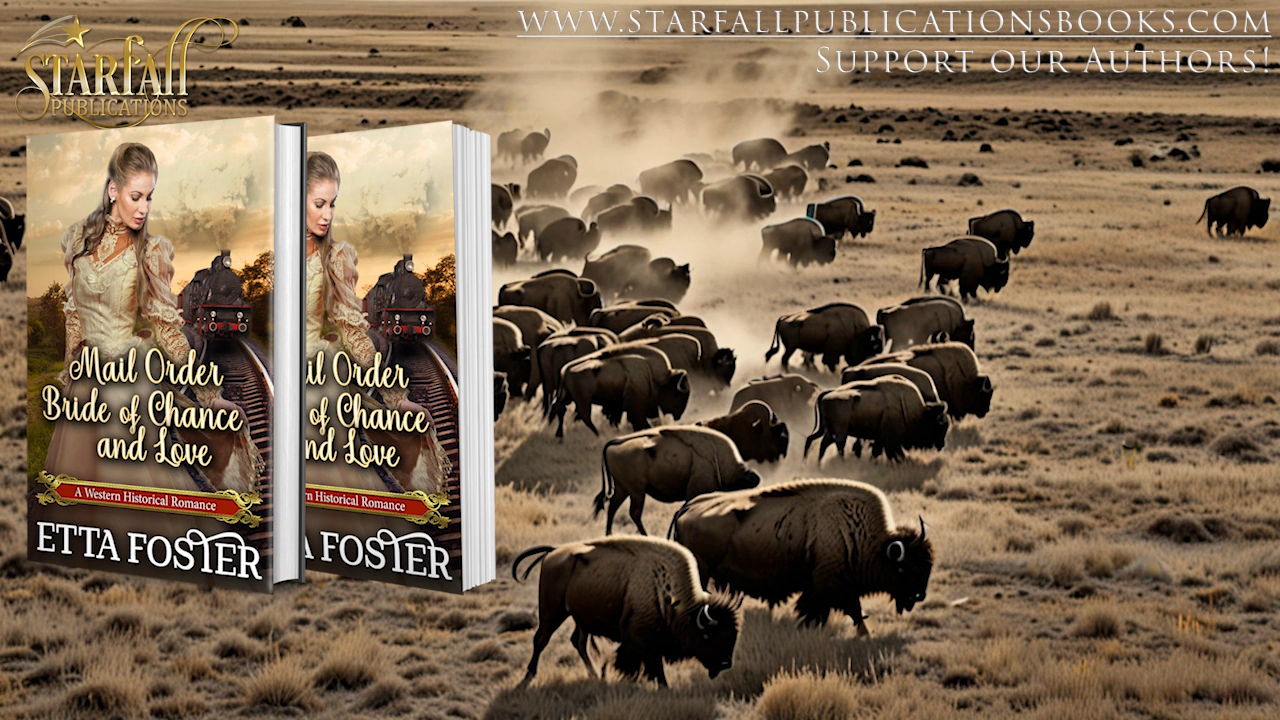 WWW.STARFALLPUBLICATIONSBOOKS.COM
SUPPORT OUR AUTHORS!
STARfall
PUBLICATIONS
Mail Order
Bride of Chance
and Love
A Western Historical Romance
ETTA FOSTER
il Order
of Chance
nd Love
rn Historical Romance
A FOSTER